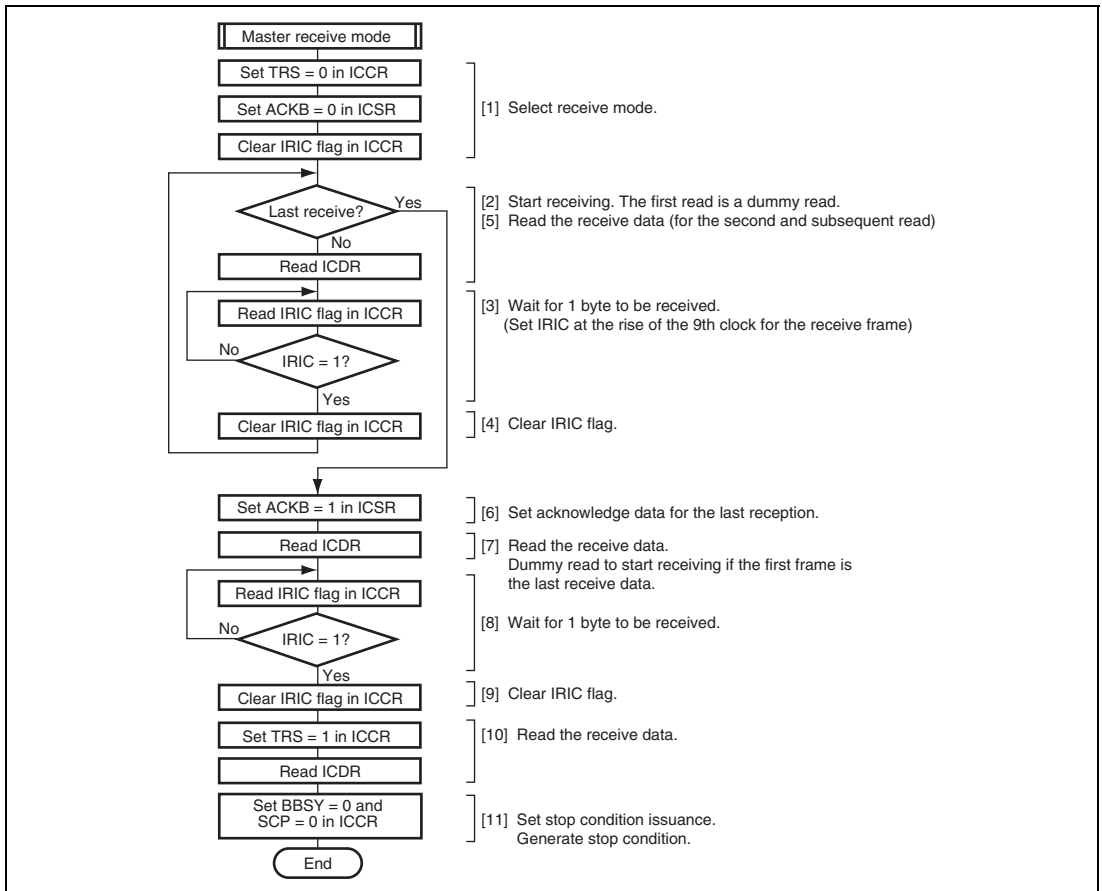 Master receive mode
Set TRS = 0 in ICCR
Set ACKB = 0 in ICSR
[1] Select receive mode.
Clear IRIC flag in ICCR
Last receive?
Yes
No
[2] Start receiving. The first read is a dummy read.
[5] Read the receive data (for the second and subsequent read)
Read ICDR
Read IRIC flag in ICCR
[3] Wait for 1 byte to be received.
(Set IRIC at the rise of the 9th clock for the receive frame)
No
IRIC = 1?
Yes
Clear IRIC flag in ICCR
[4] Clear IRIC flag.
Set ACKB = 1 in ICSR
[6] Set acknowledge data for the last reception.
Read ICDR
[7] Read the receive data.
Dummy read to start receiving if the first frame is
the last receive data.
Read IRIC flag in ICCR
No
IRIC = 1?
[8] Wait for 1 byte to be received.
Yes
Clear IRIC flag in ICCR
[9] Clear IRIC flag.
Set TRS = 1 in ICCR
[10] Read the receive data.
Read ICDR
Set BBSY = 0 and
SCP = 0 in ICCR
[11] Set stop condition issuance.
Generate stop condition.
End